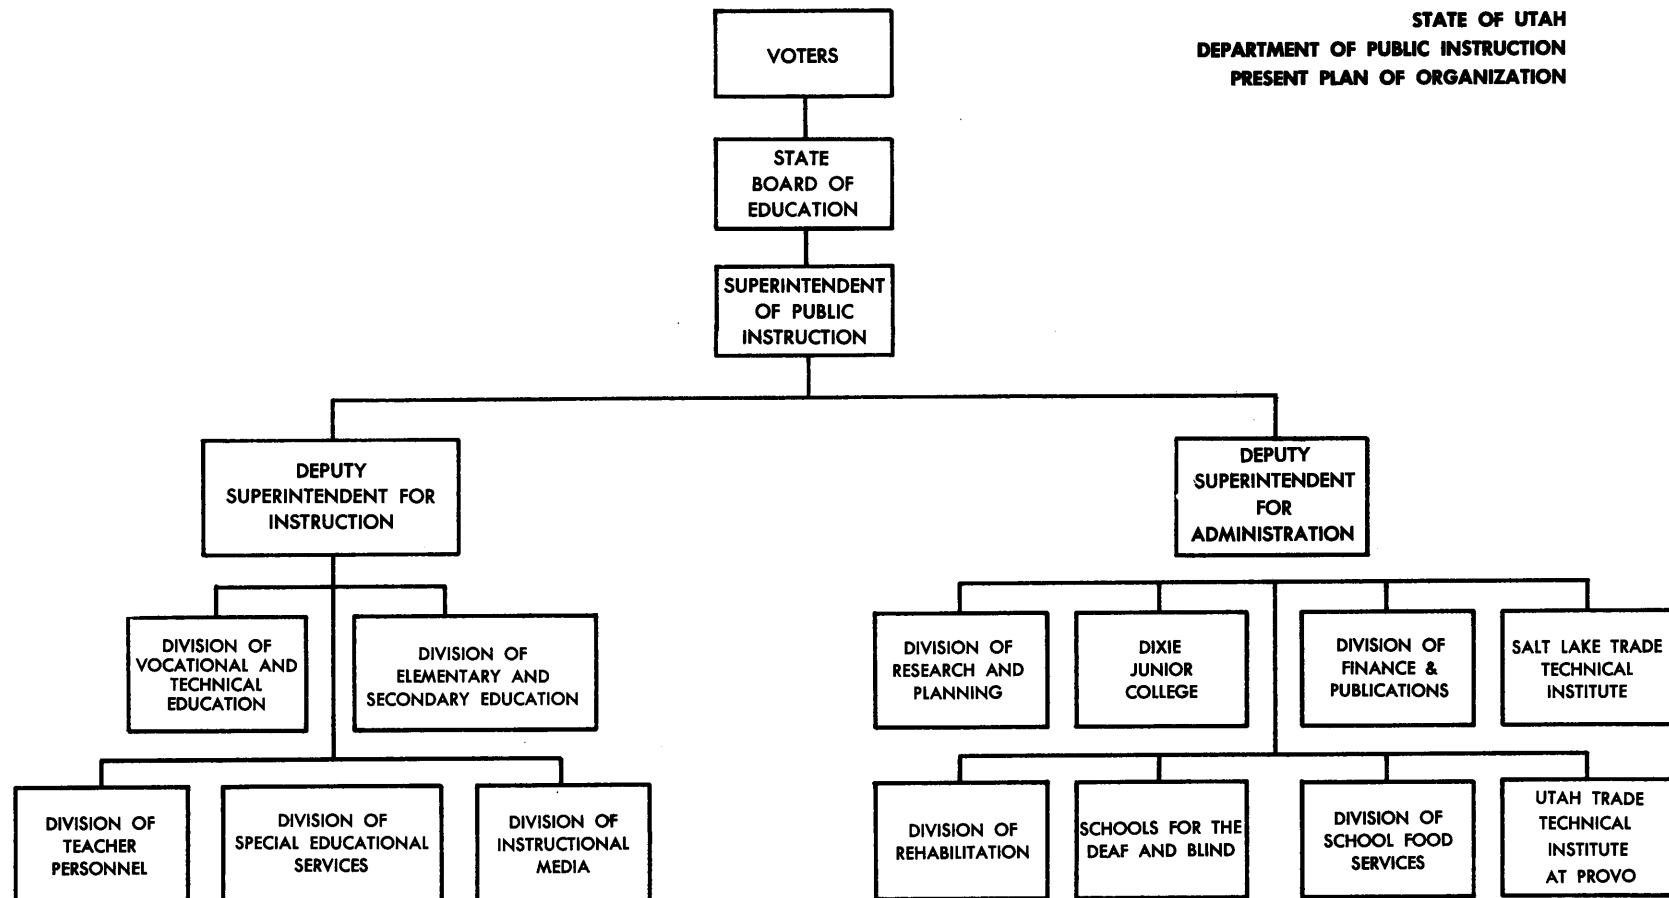 STATE OF UTAH
DEPARTMENT OF PUBLIC INSTRUCTION
PRESENT PLAN OF ORGANIZATION
VOTERS
STATE
BOARD OF
EDUCATION
SUPERINTENDENT
OF PUBLIC
INSTRUCTION
DEPUTY
SUPERINTENDENT FOR
INSTRUCTION
DEPUTY
SUPERINTENDENT
FOR
ADMINISTRATION
DIVISION OF
VOCATIONAL AND
TECHNICAL
EDUCATION
DIVISION OF
ELEMENTARY AND
SECONDARY EDUCATION
DIVISION OF
RESEARCH AND
PLANNING
DIXIE
JUNIOR
COLLEGE
DIVISION OF
FINANCE &
PUBLICATIONS
SALT LAKE TRADE
TECHNICAL
INSTITUTE
DIVISION OF
TEACHER
PERSONNEL
DIVISION OF
SPECIAL EDUCATIONAL
SERVICES
DIVISION OF
INSTRUCTIONAL
MEDIA
DIVISION OF
REHABILITATION
SCHOOLS FOR THE
DEAF AND BLIND
DIVISION OF
SCHOOL FOOD
SERVICES
UTAH TRADE
TECHNICAL
INSTITUTE
AT PROVO